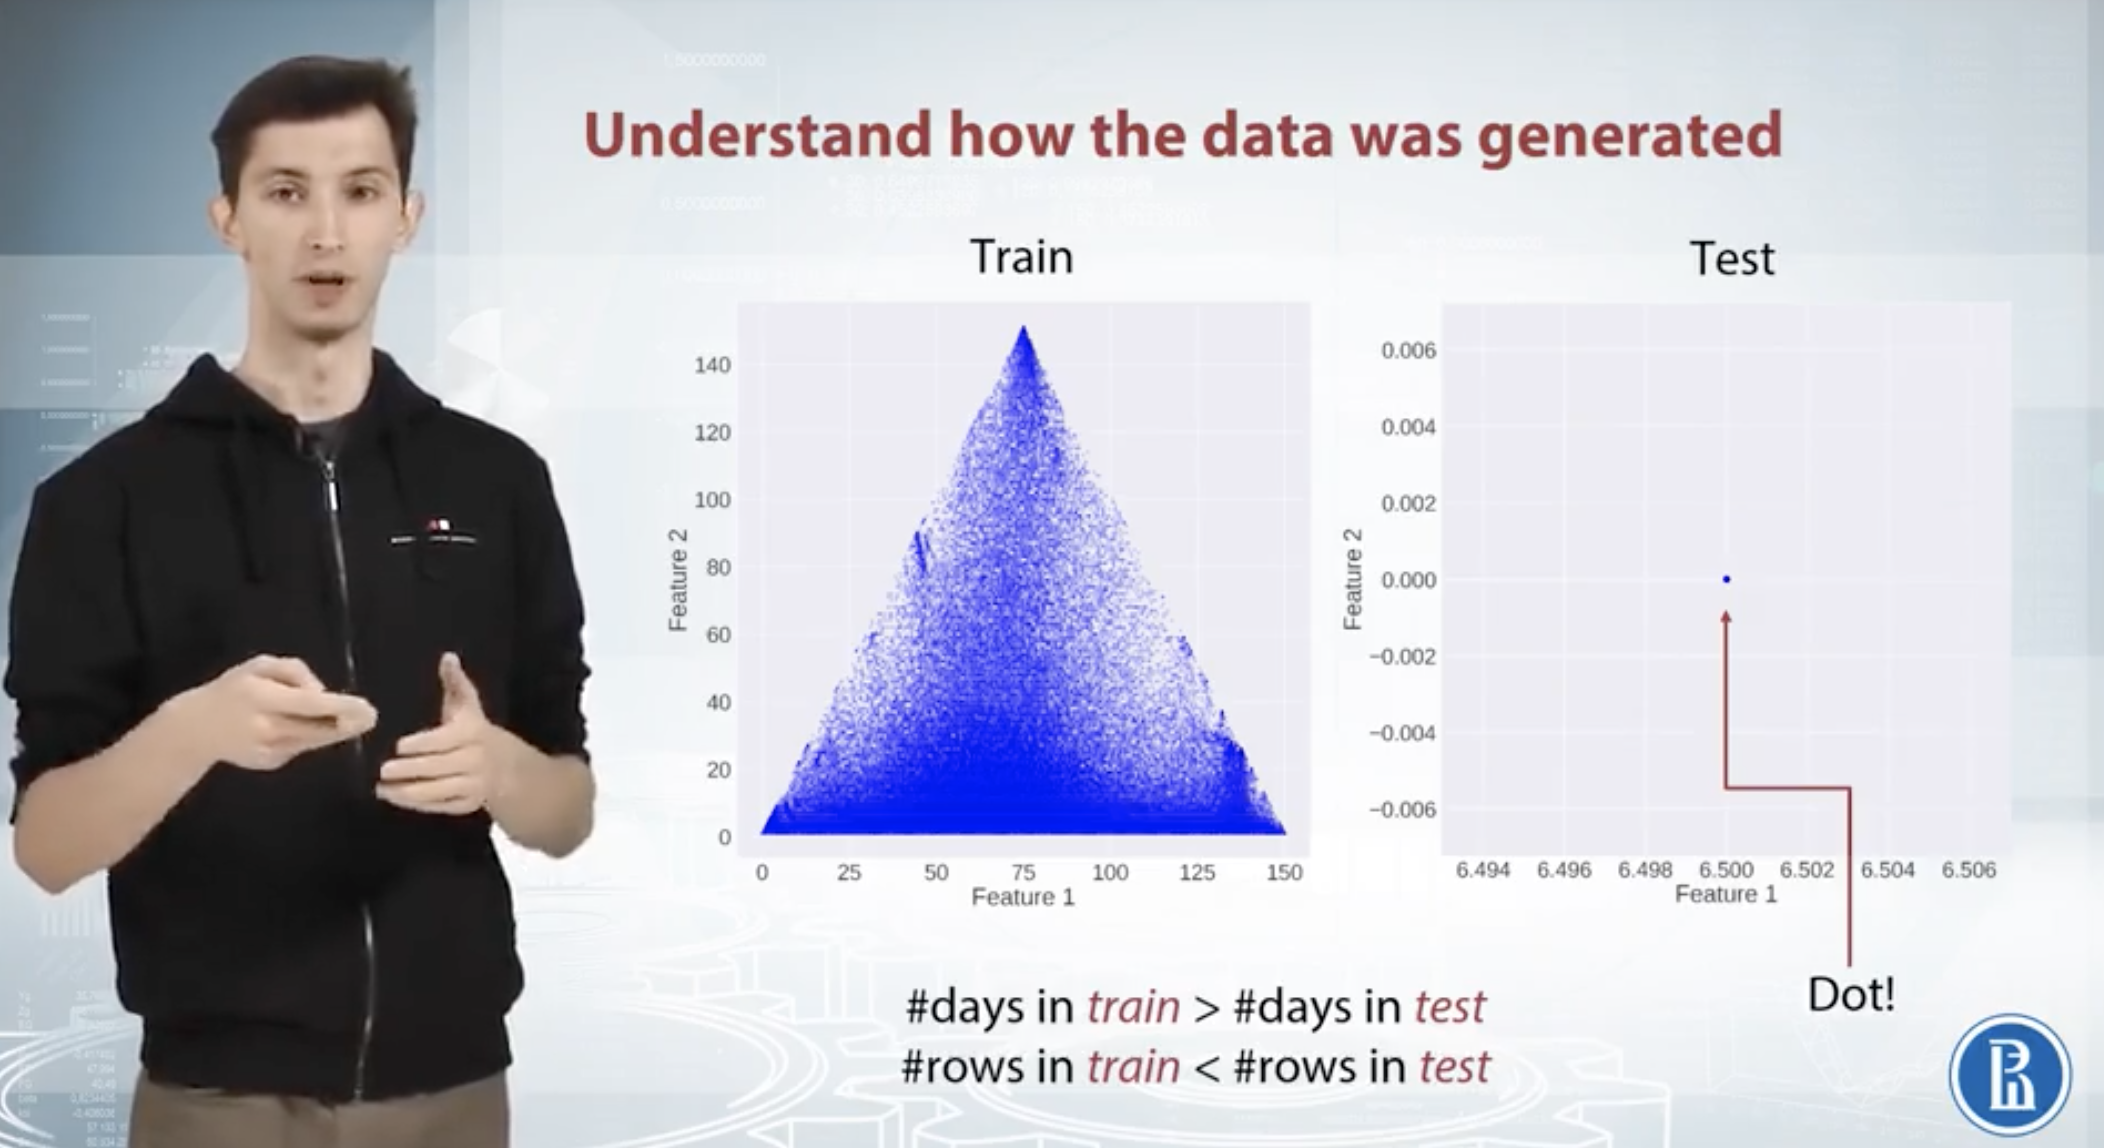 Understand how the data was generated
Train
Test
140
120
100
80
60
40
20
0
Feature 2
0
25
50
75
100
125
150
Feature 1
0.006
0.004
0.002
0.000
−0.002
−0.004
−0.006
Feature 2
6.494
6.496
6.498
6.500
6.502
6.504
6.506
Feature 1
Dot!
#days in train > #days in test
#rows in train < #rows in test